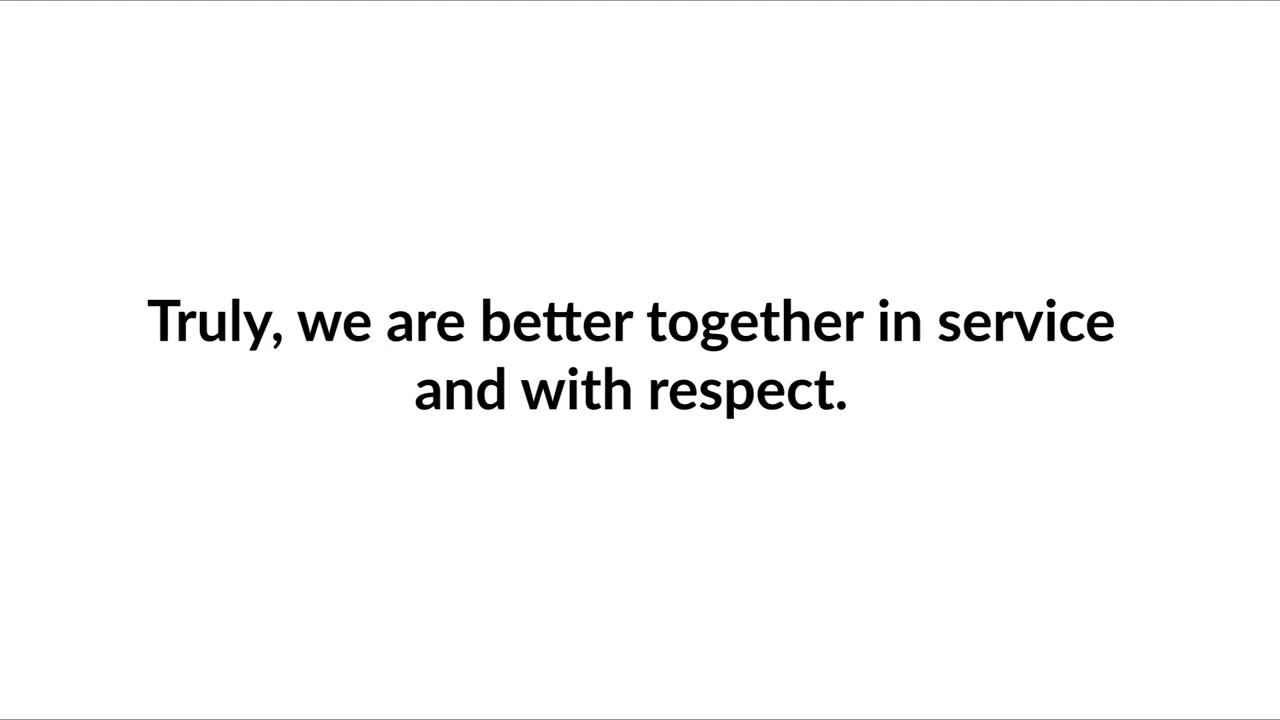 Truly, we are better together in service
and with respect.